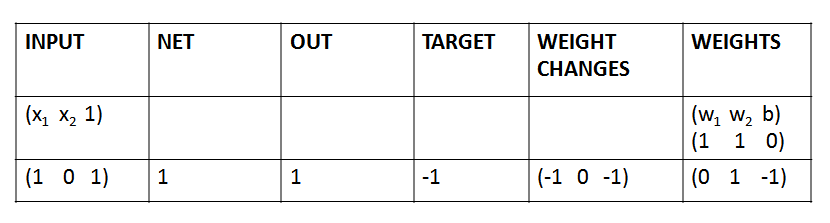 INPUT NET OUT TARGET WEIGHT CHANGES WEIGHTS
(x₁ x₂ 1) (w₁ w₂ b)
(1 1 0)
(1 0 1) 1 1 -1 (-1 0 -1) (0 1 -1)